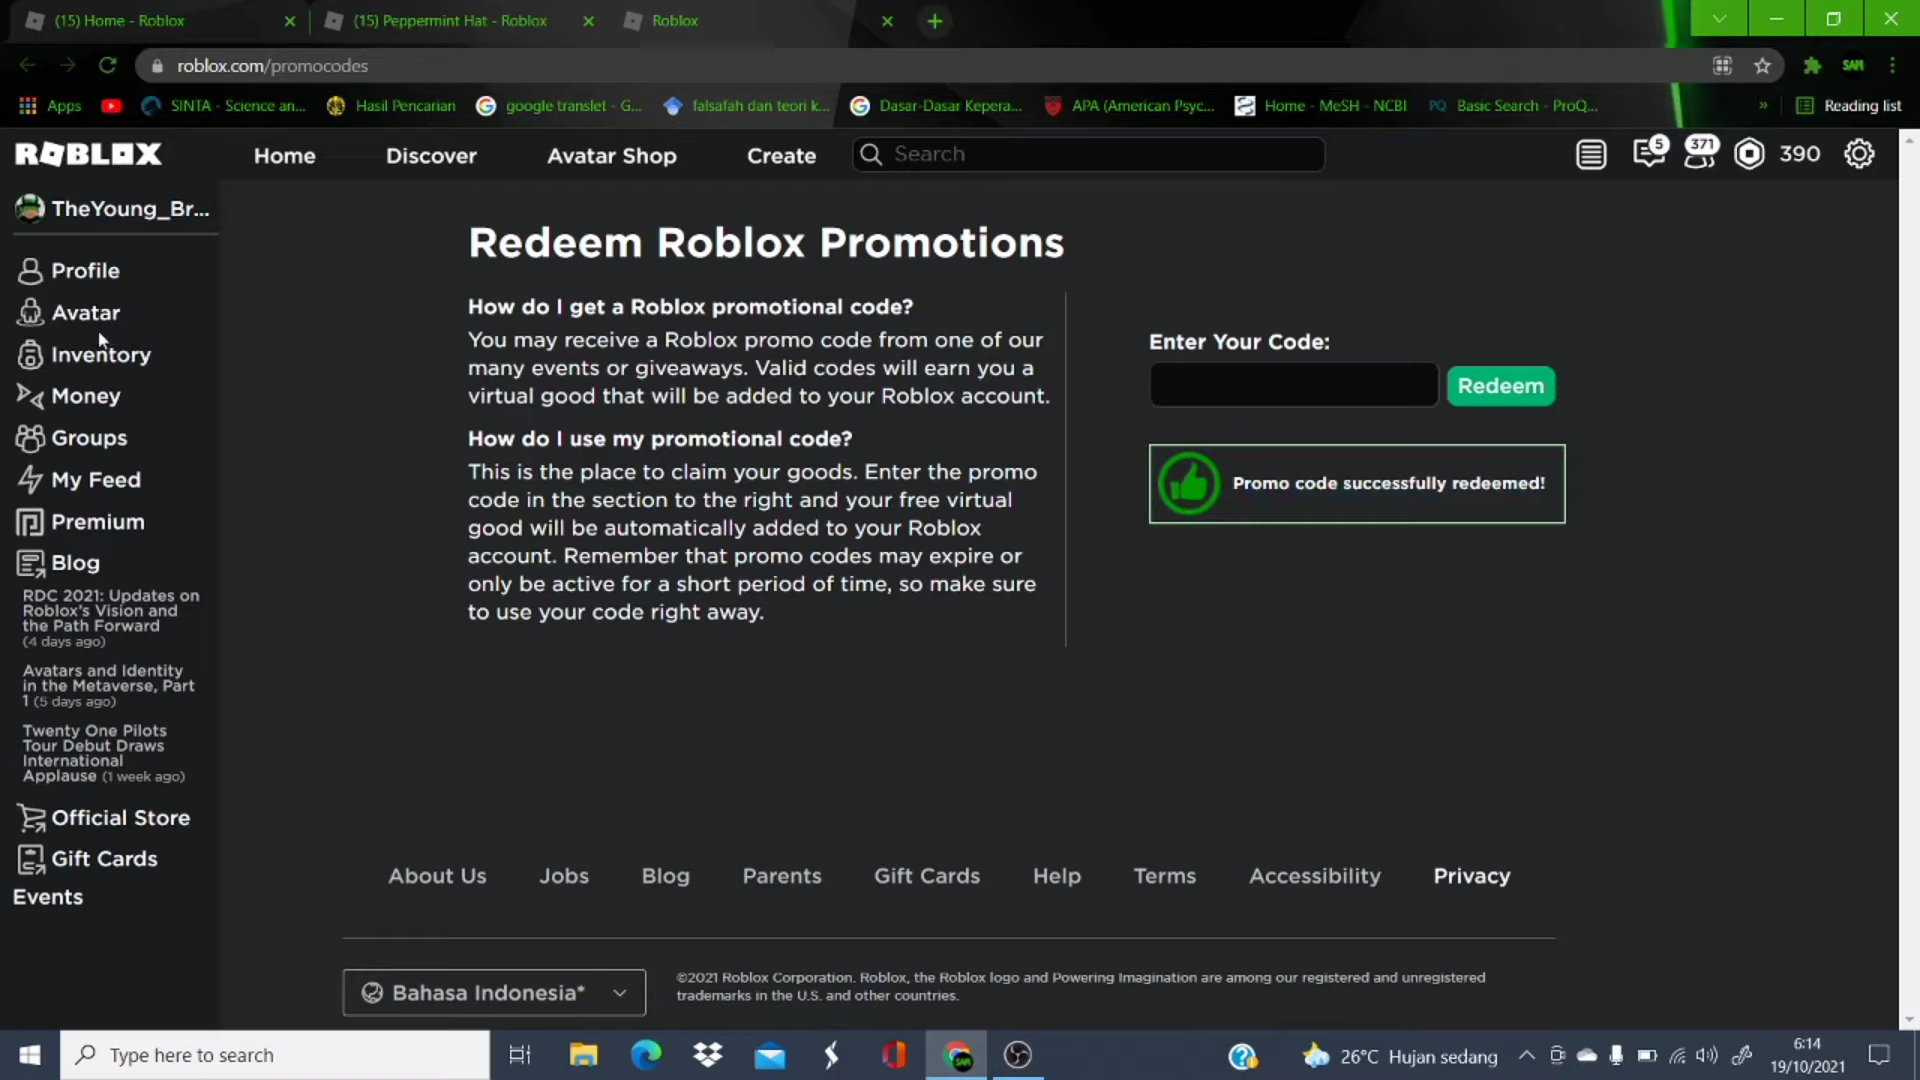 (15) Home - Roblox
(15) Peppermint Hat - Roblox
Roblox
roblox.com/promocodes
SAM
Apps
SINTA - Science an...
Hasil Pencarian
google translet - G...
falsafah dan teori k...
Dasar-Dasar Kepera...
APA (American Psyc...
Home - MeSH - NCBI
PQ Basic Search - ProQ...
»
Reading list
ROBLOX
Home
Discover
Avatar Shop
Create
Search
5
371
390
TheYoung_Br...
Profile
Avatar
Inventory
Money
Groups
My Feed
Premium
Blog
RDC 2021: Updates on
Roblox's Vision and
the Path Forward
(4 days ago)
Avatars and Identity
in the Metaverse, Part
1 (5 days ago)
Twenty One Pilots
Tour Debut Draws
International
Applause (1 week ago)
Official Store
Gift Cards
Events
Redeem Roblox Promotions
How do I get a Roblox promotional code?
You may receive a Roblox promo code from one of our
many events or giveaways. Valid codes will earn you a
virtual good that will be added to your Roblox account.
How do I use my promotional code?
This is the place to claim your goods. Enter the promo
code in the section to the right and your free virtual
good will be automatically added to your Roblox
account. Remember that promo codes may expire or
only be active for a short period of time, so make sure
to use your code right away.
Enter Your Code:
Redeem
Promo code successfully redeemed!
About Us
Jobs
Blog
Parents
Gift Cards
Help
Terms
Accessibility
Privacy
Bahasa Indonesia*
©2021 Roblox Corporation. Roblox, the Roblox logo and Powering Imagination are among our registered and unregistered
trademarks in the U.S. and other countries.
Type here to search
26°C Hujan sedang
6:14
19/10/2021